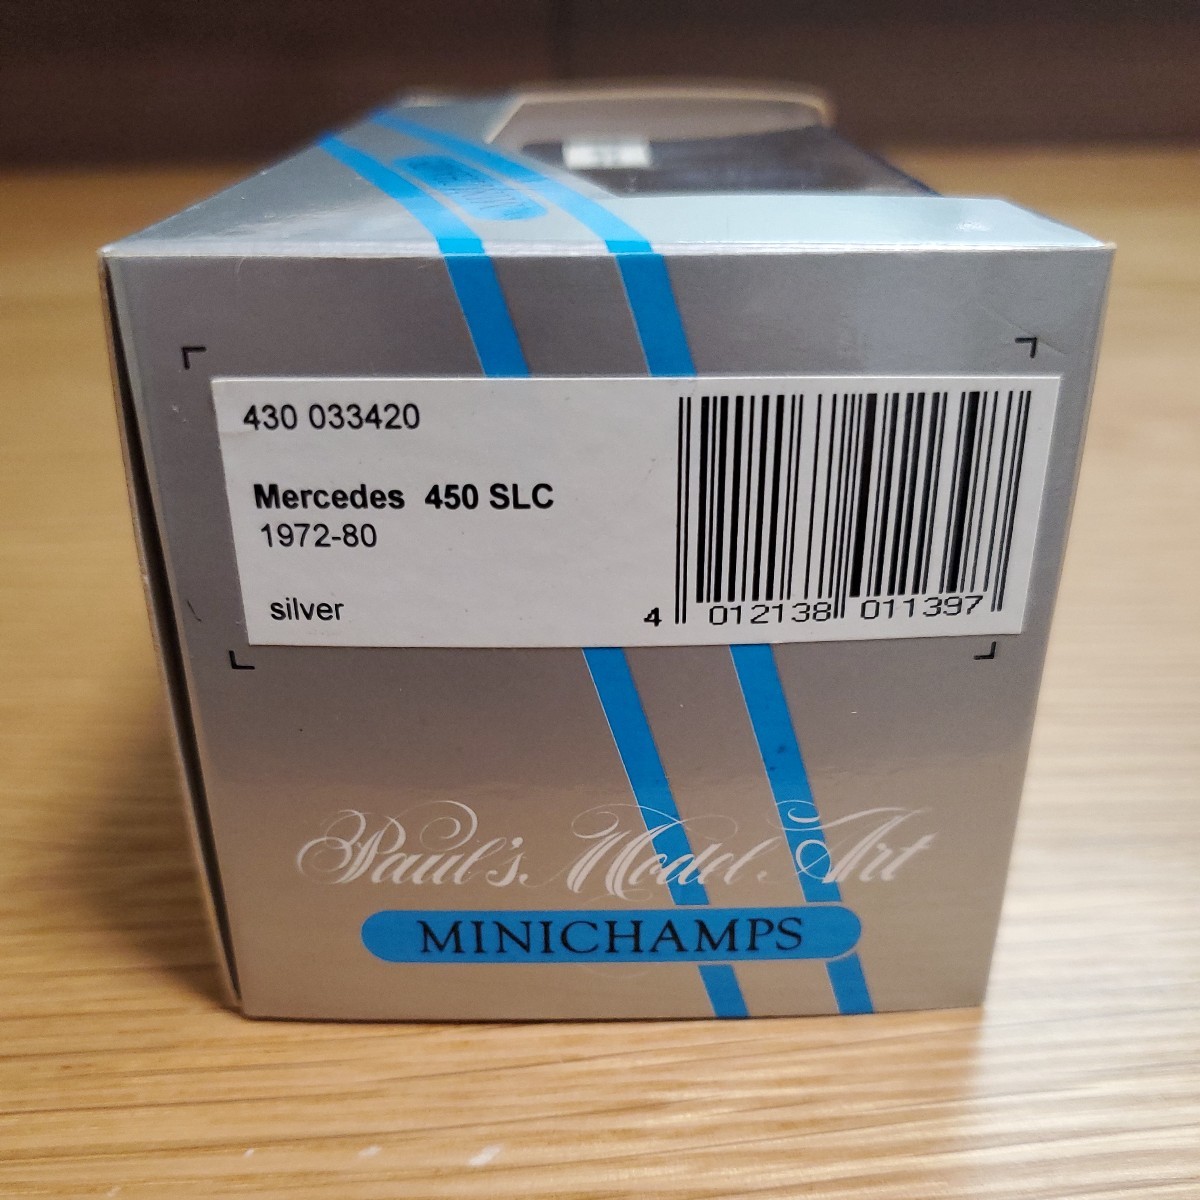 430 033420
Mercedes 450 SLC
1972-80
silver
4 012138 011397
Paul's Model Art
MINICHAMPS